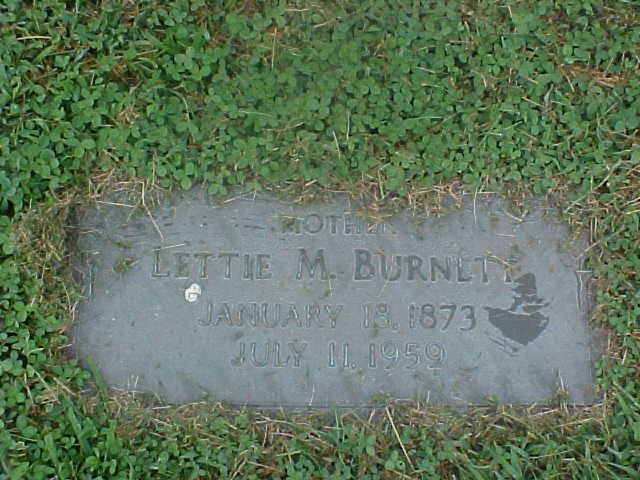 MOTHER
LETTIE M. BURNETT
JANUARY 18, 1873
JULY 11, 1959